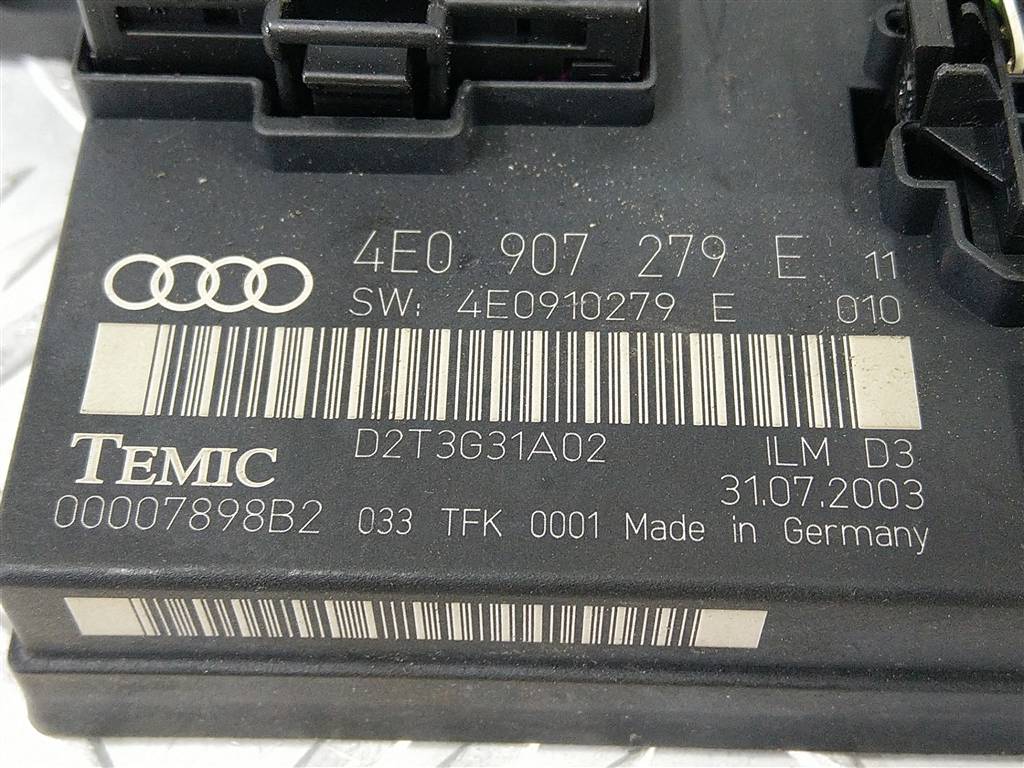 4E0 907 279 E 11
SW: 4E0910279 E 010
D2T3G31A02 ILM D3
TEMIC 31.07.2003
00007898B2 033 TFK 0001 Made in Germany